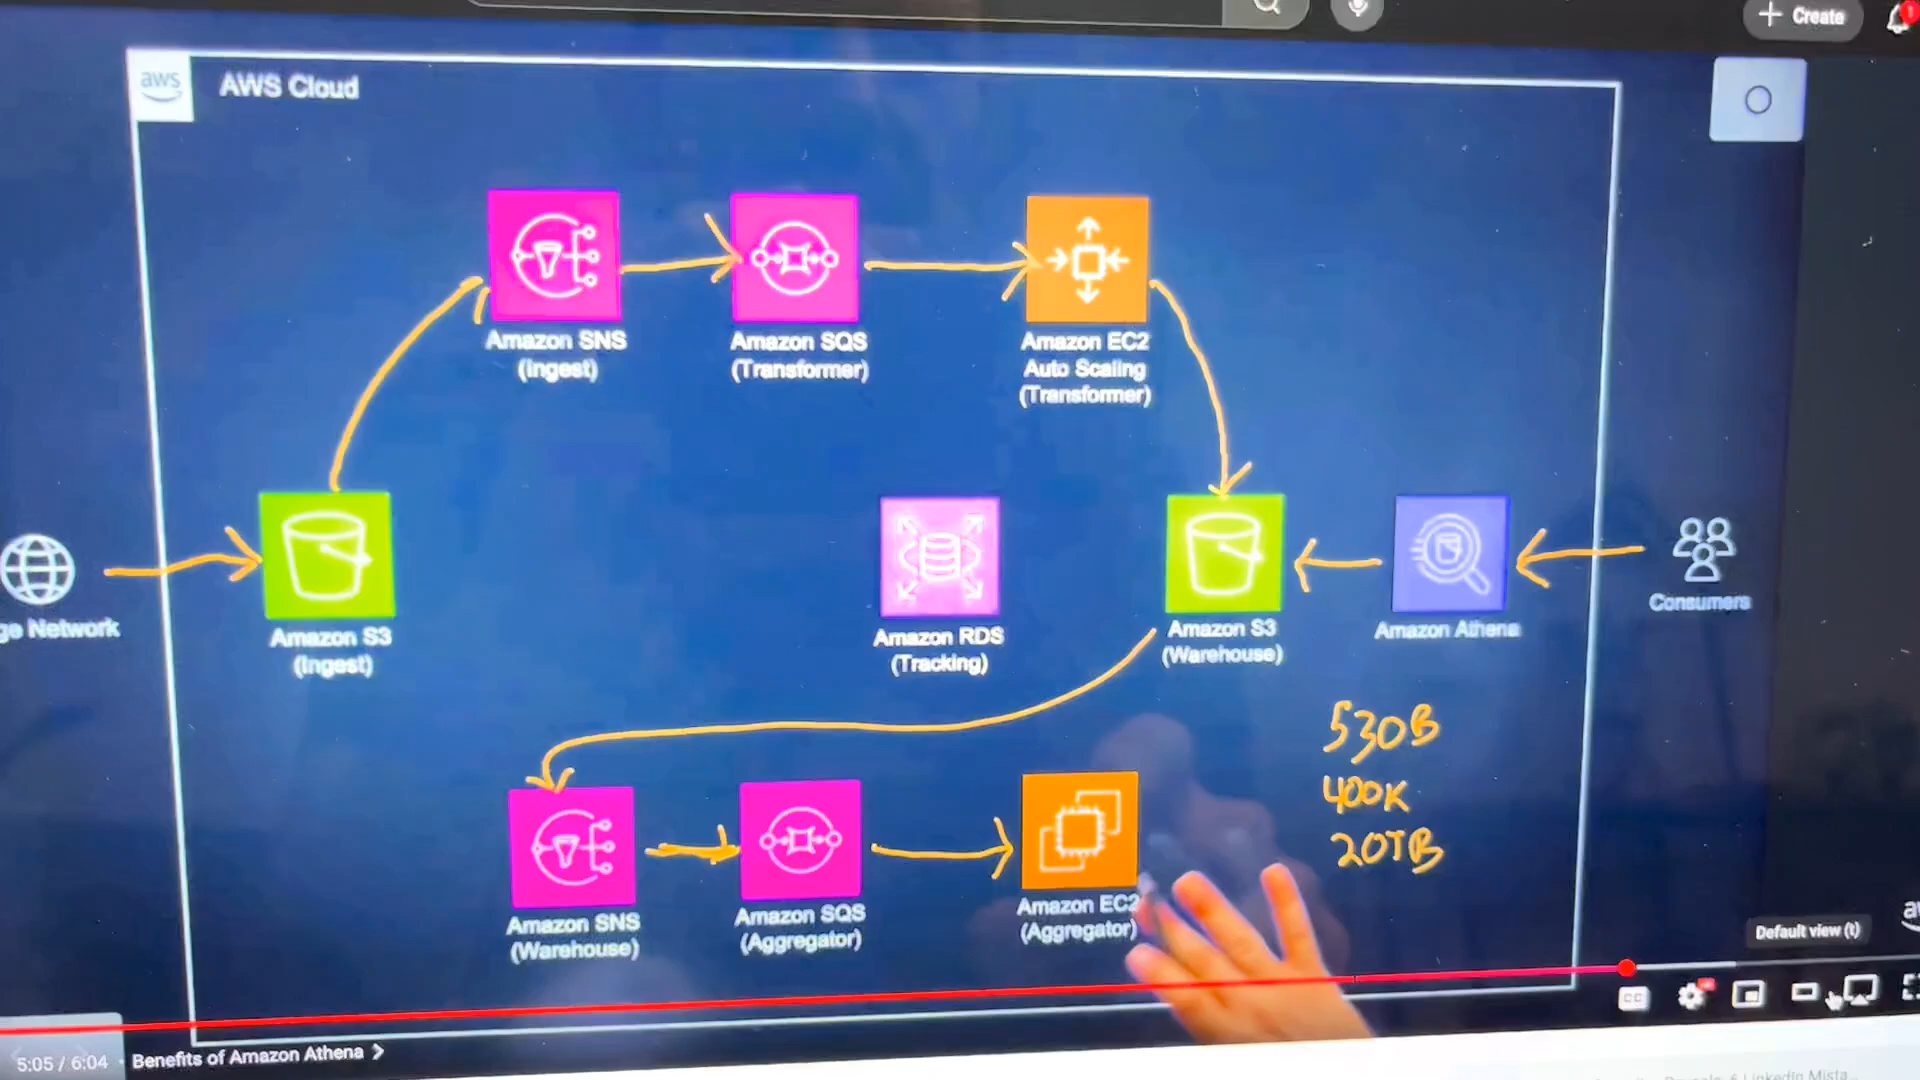 Create
aws
AWS Cloud
Amazon SNS
(Ingest)
Amazon SQS
(Transformer)
Amazon EC2
Auto Scaling
(Transformer)
Network
Amazon S3
(Ingest)
Amazon RDS
(Tracking)
Amazon S3
(Warehouse)
Amazon Athena
Consumers
530B
400K
20TB
Amazon SNS
(Warehouse)
Amazon SQS
(Aggregator)
Amazon EC2
(Aggregator)
Default view (t)
CC
5:05 / 6:04 · Benefits of Amazon Athena >